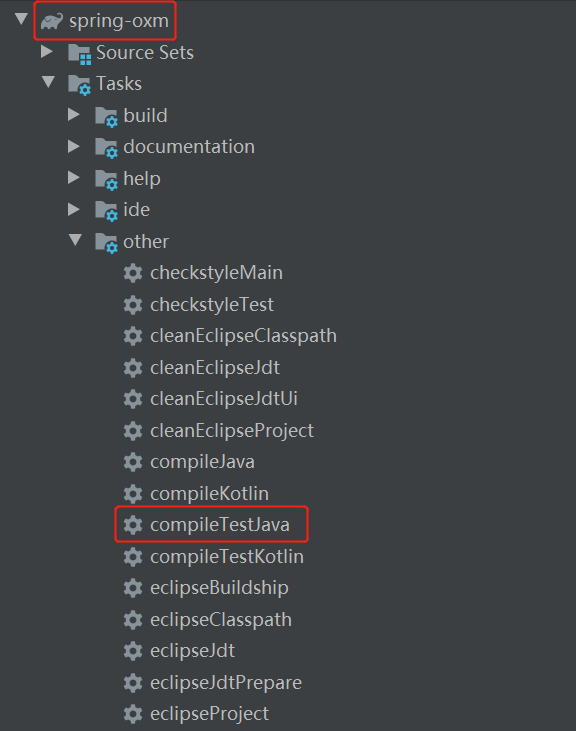 spring-oxm
Source Sets
Tasks
build
documentation
help
ide
other
checkstyleMain
checkstyleTest
cleanEclipseClasspath
cleanEclipseJdt
cleanEclipseJdtUi
cleanEclipseProject
compileJava
compileKotlin
compileTestJava
compileTestKotlin
eclipseBuildship
eclipseClasspath
eclipseJdt
eclipseJdtPrepare
eclipseProject